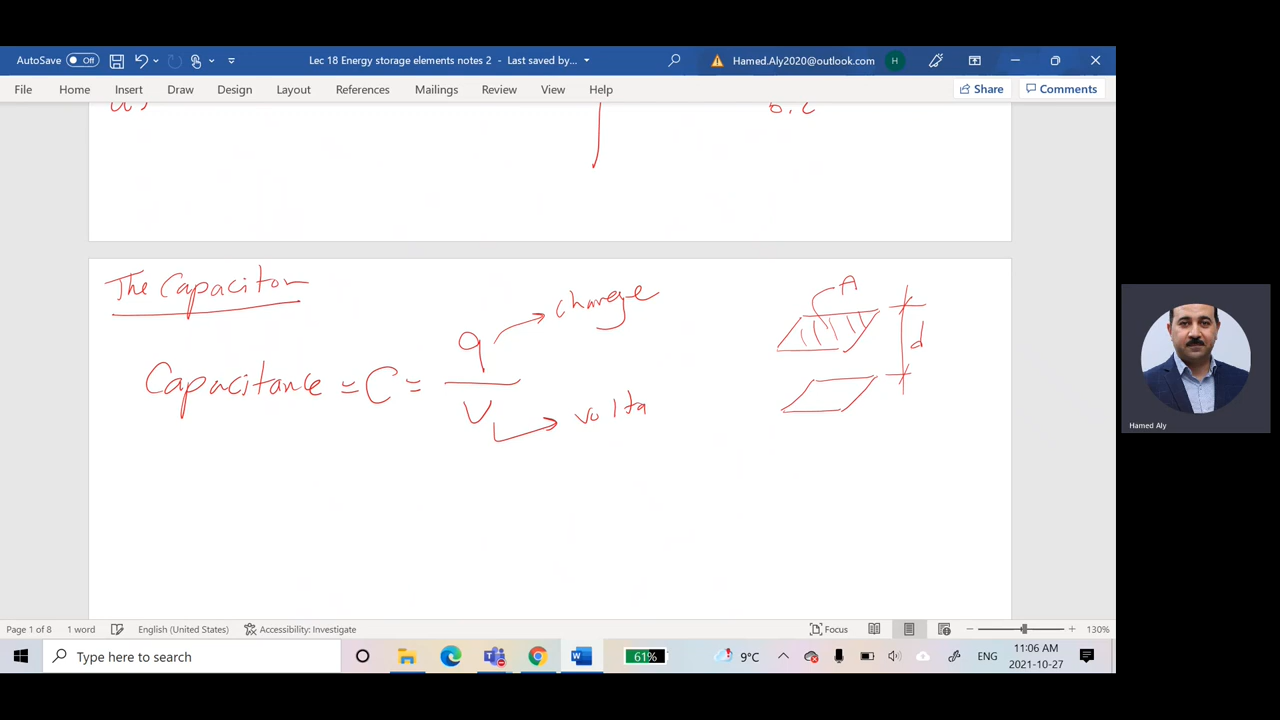 AutoSave Off Lec 18 Energy storage elements notes 2 - Last saved by... Hamed.Aly2020@outlook.com H
File Home Insert Draw Design Layout References Mailings Review View Help Share Comments
The Capacitor
Capacitance = C = q / v
charge
volta
A
d
Hamed Aly
Page 1 of 8 1 word English (United States) Accessibility: Investigate Focus 130%
Type here to search 61% 9°C ENG 11:06 AM
2021-10-27